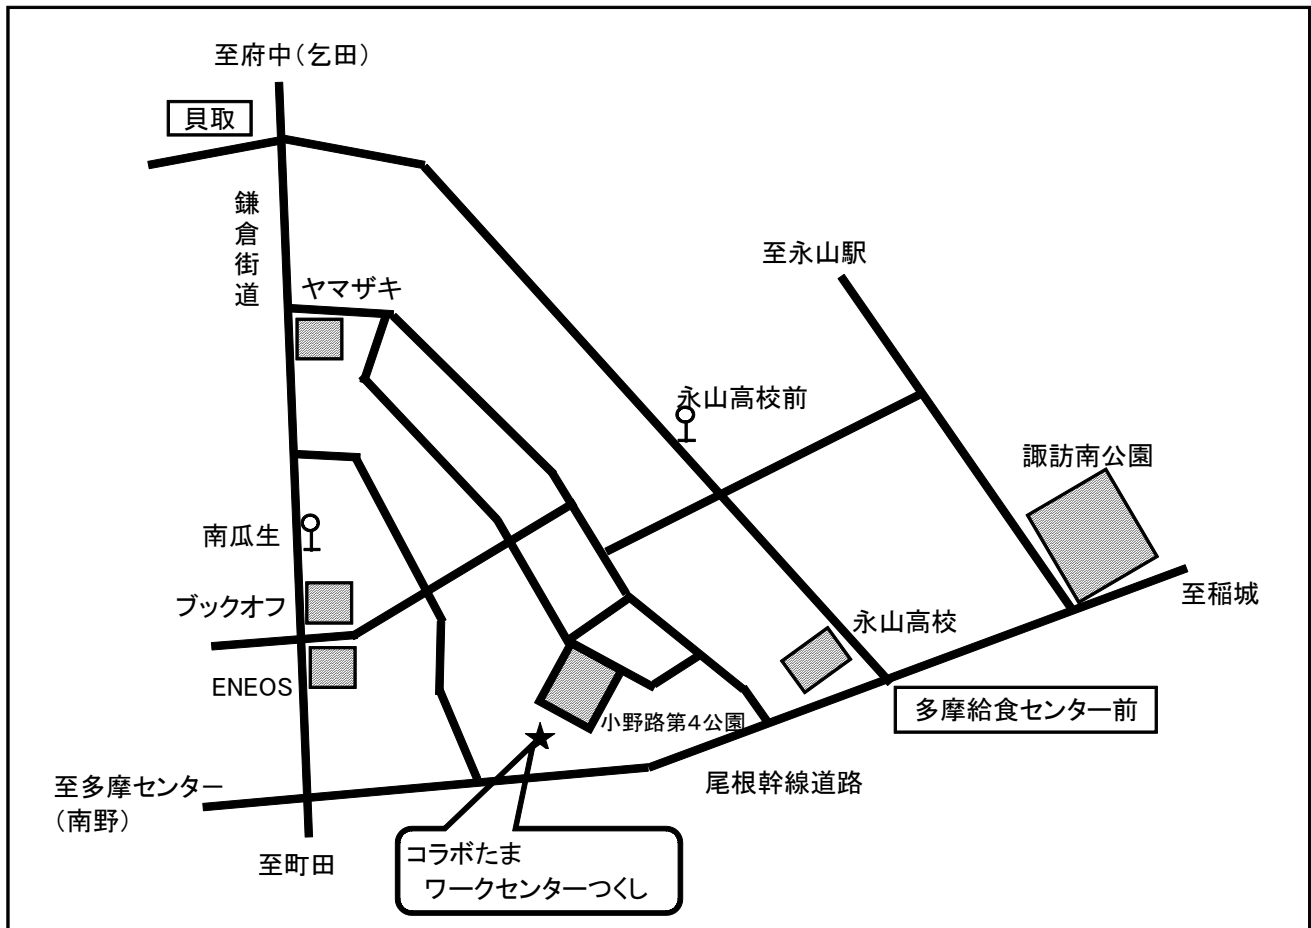 至府中（乞田）
貝取
鎌倉街道
至永山駅
ヤマザキ
永山高校前
諏訪南公園
南瓜生
ブックオフ
至稲城
永山高校
ENEOS
多摩給食センター前
小野路第４公園
尾根幹線道路
至多摩センター
（南野）
至町田
コラボたま
ワークセンターつくし